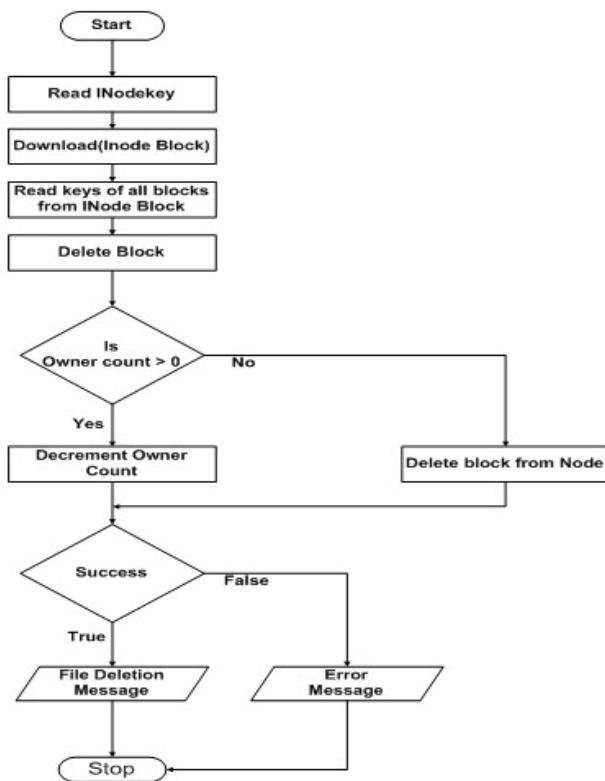 Start
Read INodekey
Download(Inode Block)
Read keys of all blocks
from INode Block
Delete Block
Is
Owner count > 0
No
Yes
Decrement Owner
Count
Delete block from Node
Success
False
True
File Deletion
Message
Error
Message
Stop